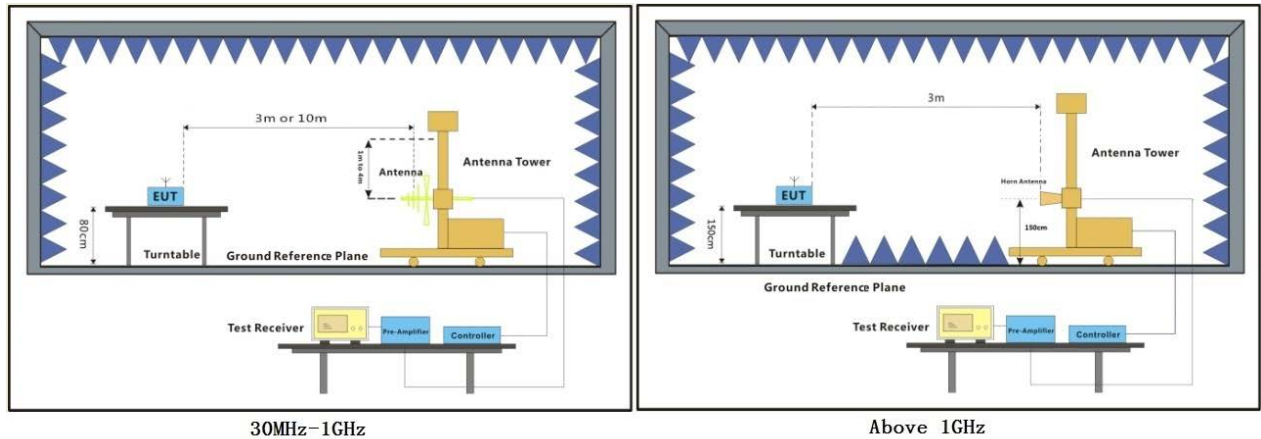 3m or 10m
1m to 4m
Antenna
Antenna Tower
EUT
80cm
Turntable
Ground Reference Plane
Test Receiver
Pre-Amplifier
Controller
30MHz-1GHz
3m
Antenna Tower
Horn Antenna
EUT
150cm
150cm
Turntable
Ground Reference Plane
Test Receiver
Pre-Amplifier
Controller
Above 1GHz